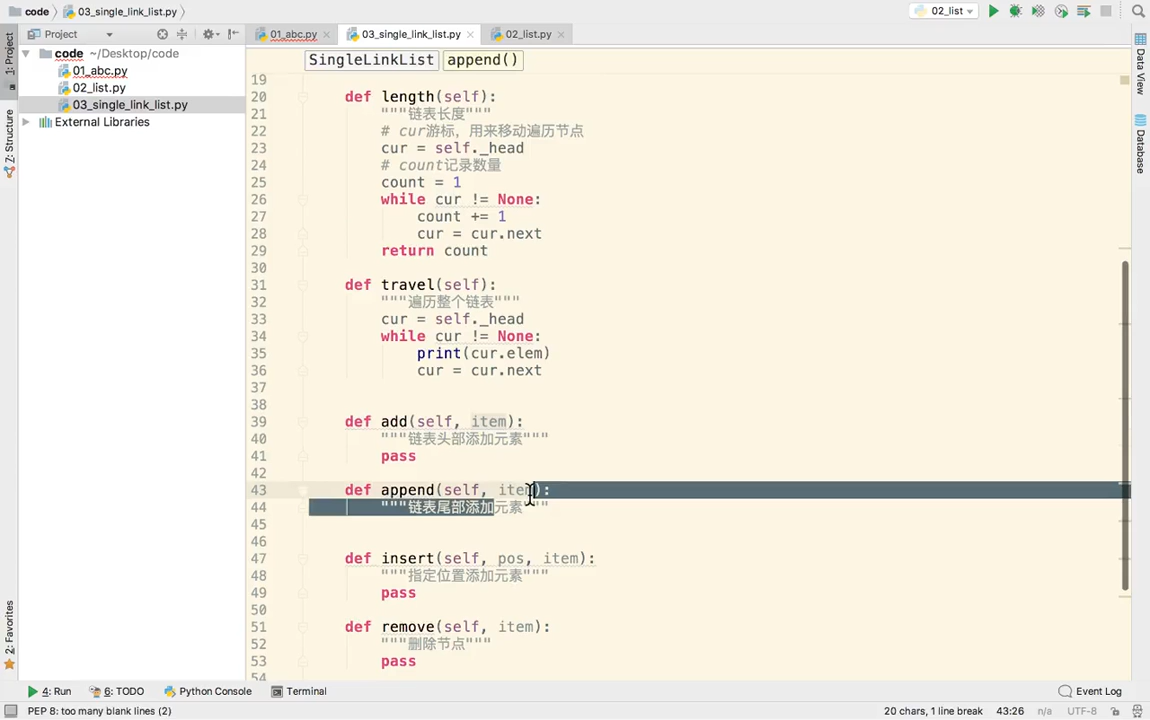 code
03_single_link_list.py
02_list
Project
01_abc.py
03_single_link_list.py
02_list.py
1: Project
Z: Structure
2: Favorites
Data View
Database
code ~/Desktop/code
01_abc.py
02_list.py
03_single_link_list.py
External Libraries
SingleLinkList append()
19
20 def length(self):
21 """链表长度"""
22 # cur游标，用来移动遍历节点
23 cur = self._head
24 # count记录数量
25 count = 1
26 while cur != None:
27 count += 1
28 cur = cur.next
29 return count
30
31 def travel(self):
32 """遍历整个链表"""
33 cur = self._head
34 while cur != None:
35 print(cur.elem)
36 cur = cur.next
37
38
39 def add(self, item):
40 """链表头部添加元素"""
41 pass
42
43 def append(self, item):
44 """链表尾部添加元素"""
45
46
47 def insert(self, pos, item):
48 """指定位置添加元素"""
49 pass
50
51 def remove(self, item):
52 """删除节点"""
53 pass
54
4: Run
6: TODO
Python Console
Terminal
Event Log
PEP 8: too many blank lines (2)
20 chars, 1 line break 43:26 n/a UTF-8